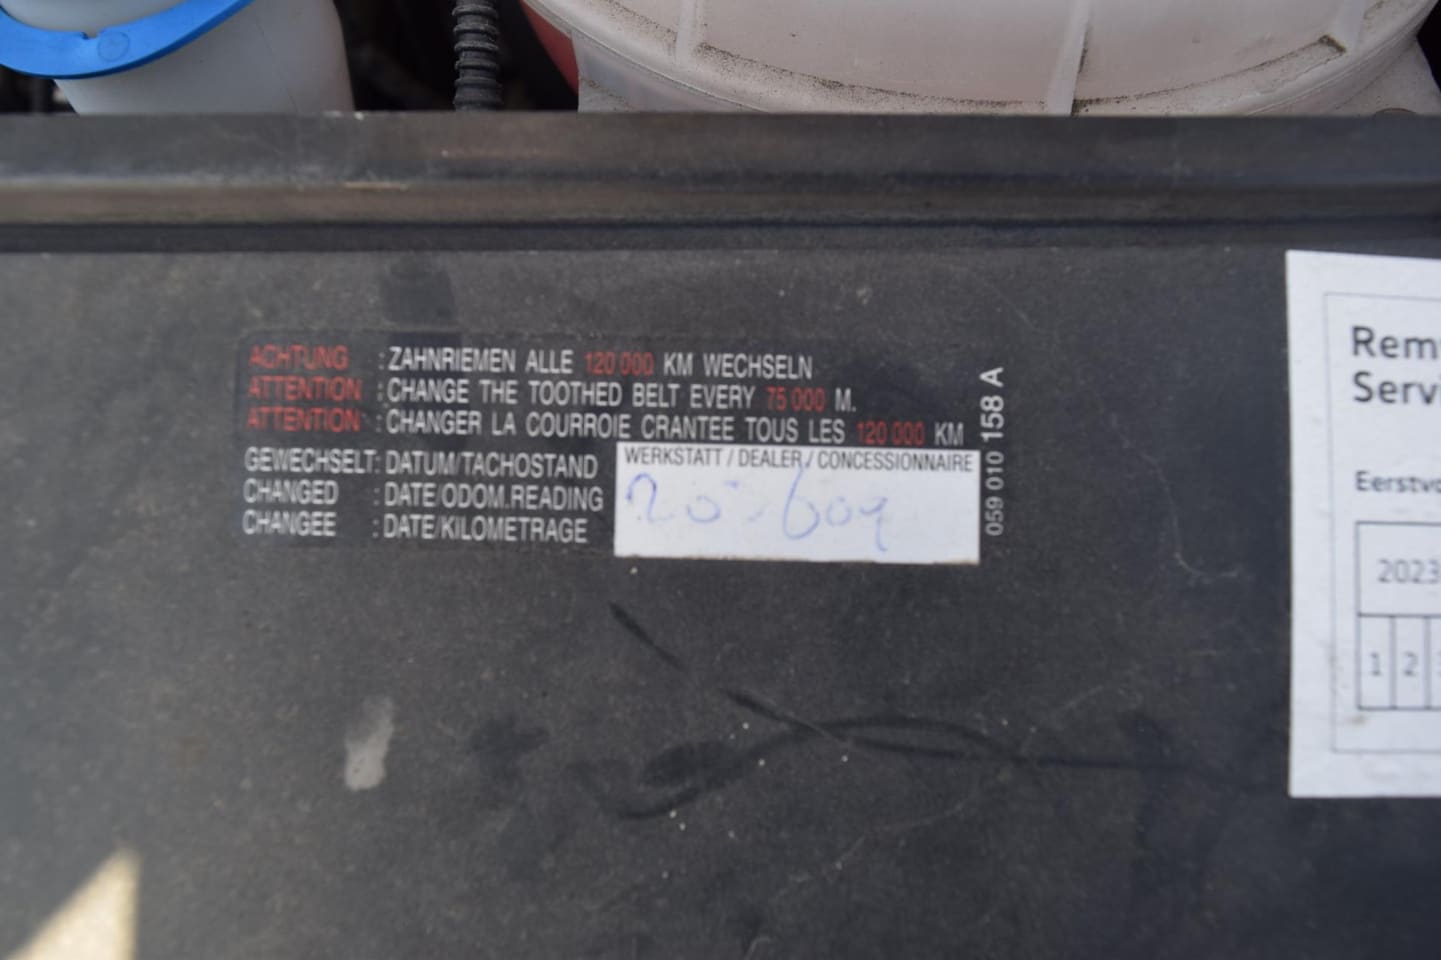 ACHTUNG : ZAHNRIEMEN ALLE 120 000 KM WECHSELN
ATTENTION : CHANGE THE TOOTHED BELT EVERY 75 000 M.
ATTENTION : CHANGER LA COURROIE CRANTEE TOUS LES 120 000 KM
GEWECHSELT: DATUM/TACHOSTAND
CHANGED : DATE/ODOM.READING
CHANGEE : DATE/KILOMETRAGE
WERKSTATT / DEALER / CONCESSIONNAIRE
059 010 158 A
Rem
Serv
Eerstvo
2023
1 2